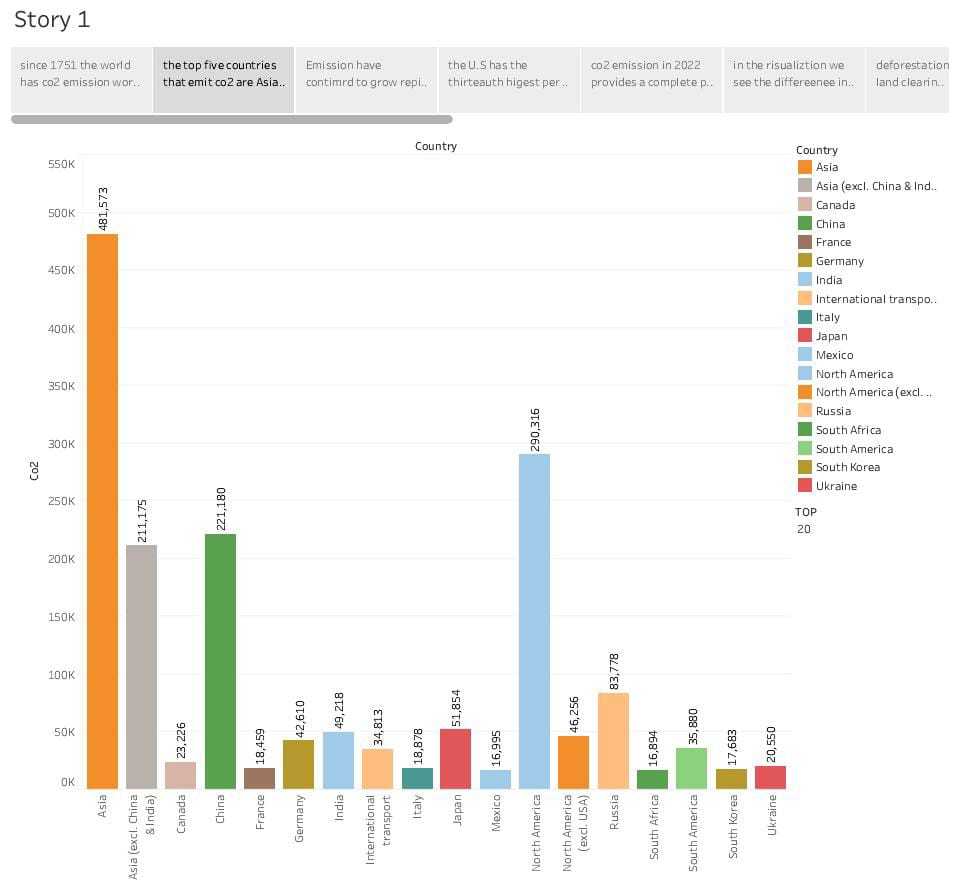 Story 1
since 1751 the world
has co2 emission wor..
the top five countries
that emit co2 are Asia..
Emission have
contimrd to grow repi..
the U.S has the
thirteauth higest per..
co2 emission in 2022
provides a complete p..
in the risualiztion we
see the differeenee in..
deforestation
land clearin..
Country
550K
500K
450K
400K
350K
300K
250K
200K
150K
100K
50K
0K
Co2
481,573
211,175
23,226
221,180
18,459
42,610
49,218
34,813
18,878
51,854
16,995
290,316
46,256
83,778
16,894
35,880
17,683
20,550
Asia
Asia (excl. China
& India)
Canada
China
France
Germany
India
International
transport
Italy
Japan
Mexico
North America
North America
(excl. USA)
Russia
South Africa
South America
South Korea
Ukraine
Country
Asia
Asia (excl. China & Ind..
Canada
China
France
Germany
India
International transpo..
Italy
Japan
Mexico
North America
North America (excl. ..
Russia
South Africa
South America
South Korea
Ukraine
TOP
20